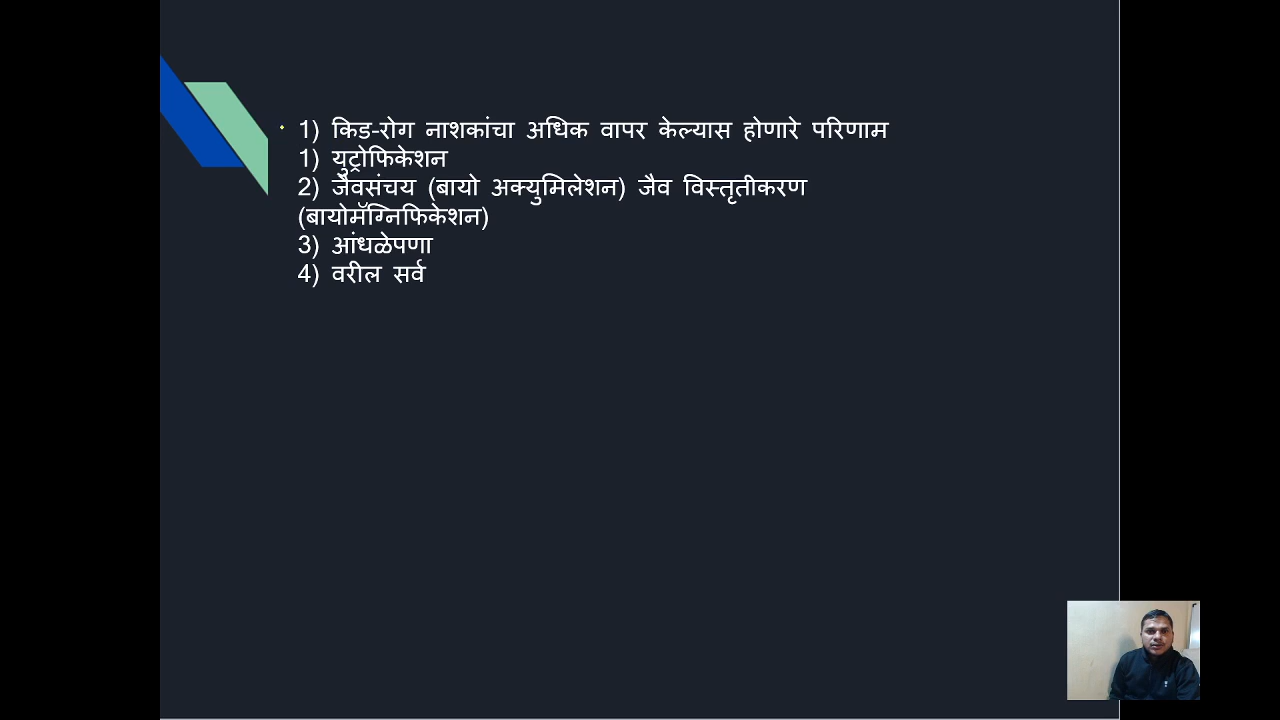 1) किड-रोग नाशकांचा अधिक वापर केल्यास होणारे परिणाम
1) युट्रोफिकेशन
2) जैवसंचय (बायो अक्युमिलेशन) जैव विस्तृतीकरण
(बायोमॅग्निफिकेशन)
3) आंधळेपणा
4) वरील सर्व